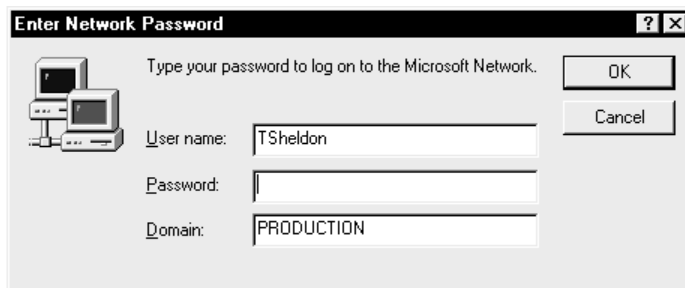 Enter Network Password
Type your password to log on to the Microsoft Network.
OK
Cancel
User name: TSheldon
Password:
Domain: PRODUCTION